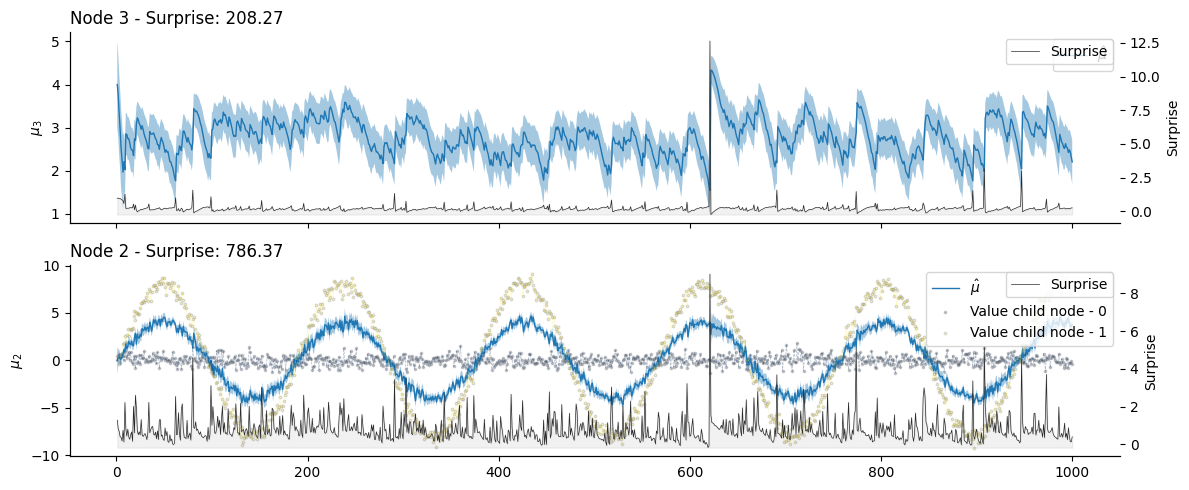 Node 3 - Surprise: 208.27
5
4
3
2
1
μ3
12.5
10.0
7.5
5.0
2.5
0.0
Surprise
Surprise
Node 2 - Surprise: 786.37
10
5
0
−5
−10
μ2
μ̂
Value child node - 0
Value child node - 1
Surprise
8
6
4
2
0
Surprise
0
200
400
600
800
1000